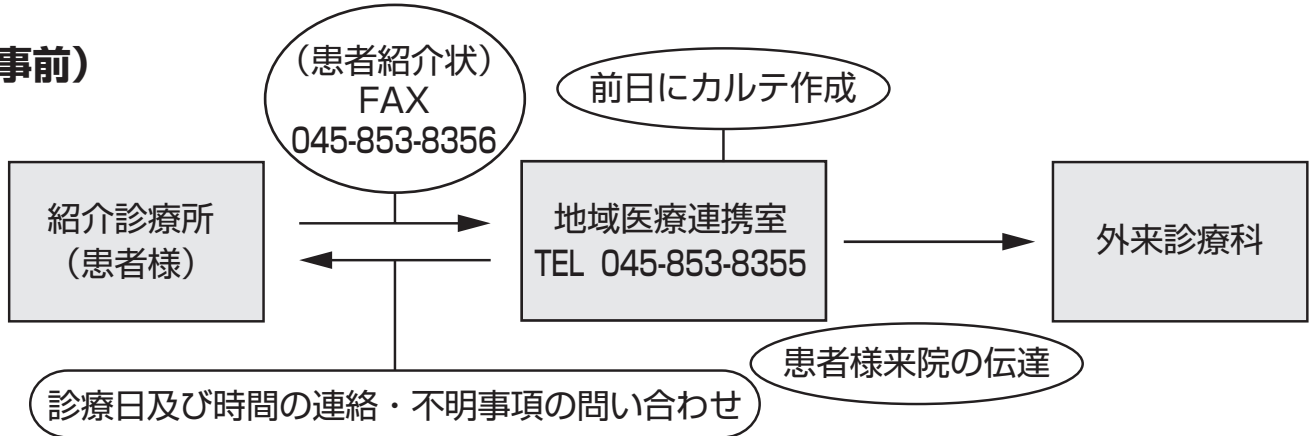 事前）
（患者紹介状）
FAX
045-853-8356
前日にカルテ作成
紹介診療所
（患者様）
地域医療連携室
TEL 045-853-8355
外来診療科
患者様来院の伝達
診療日及び時間の連絡・不明事項の問い合わせ